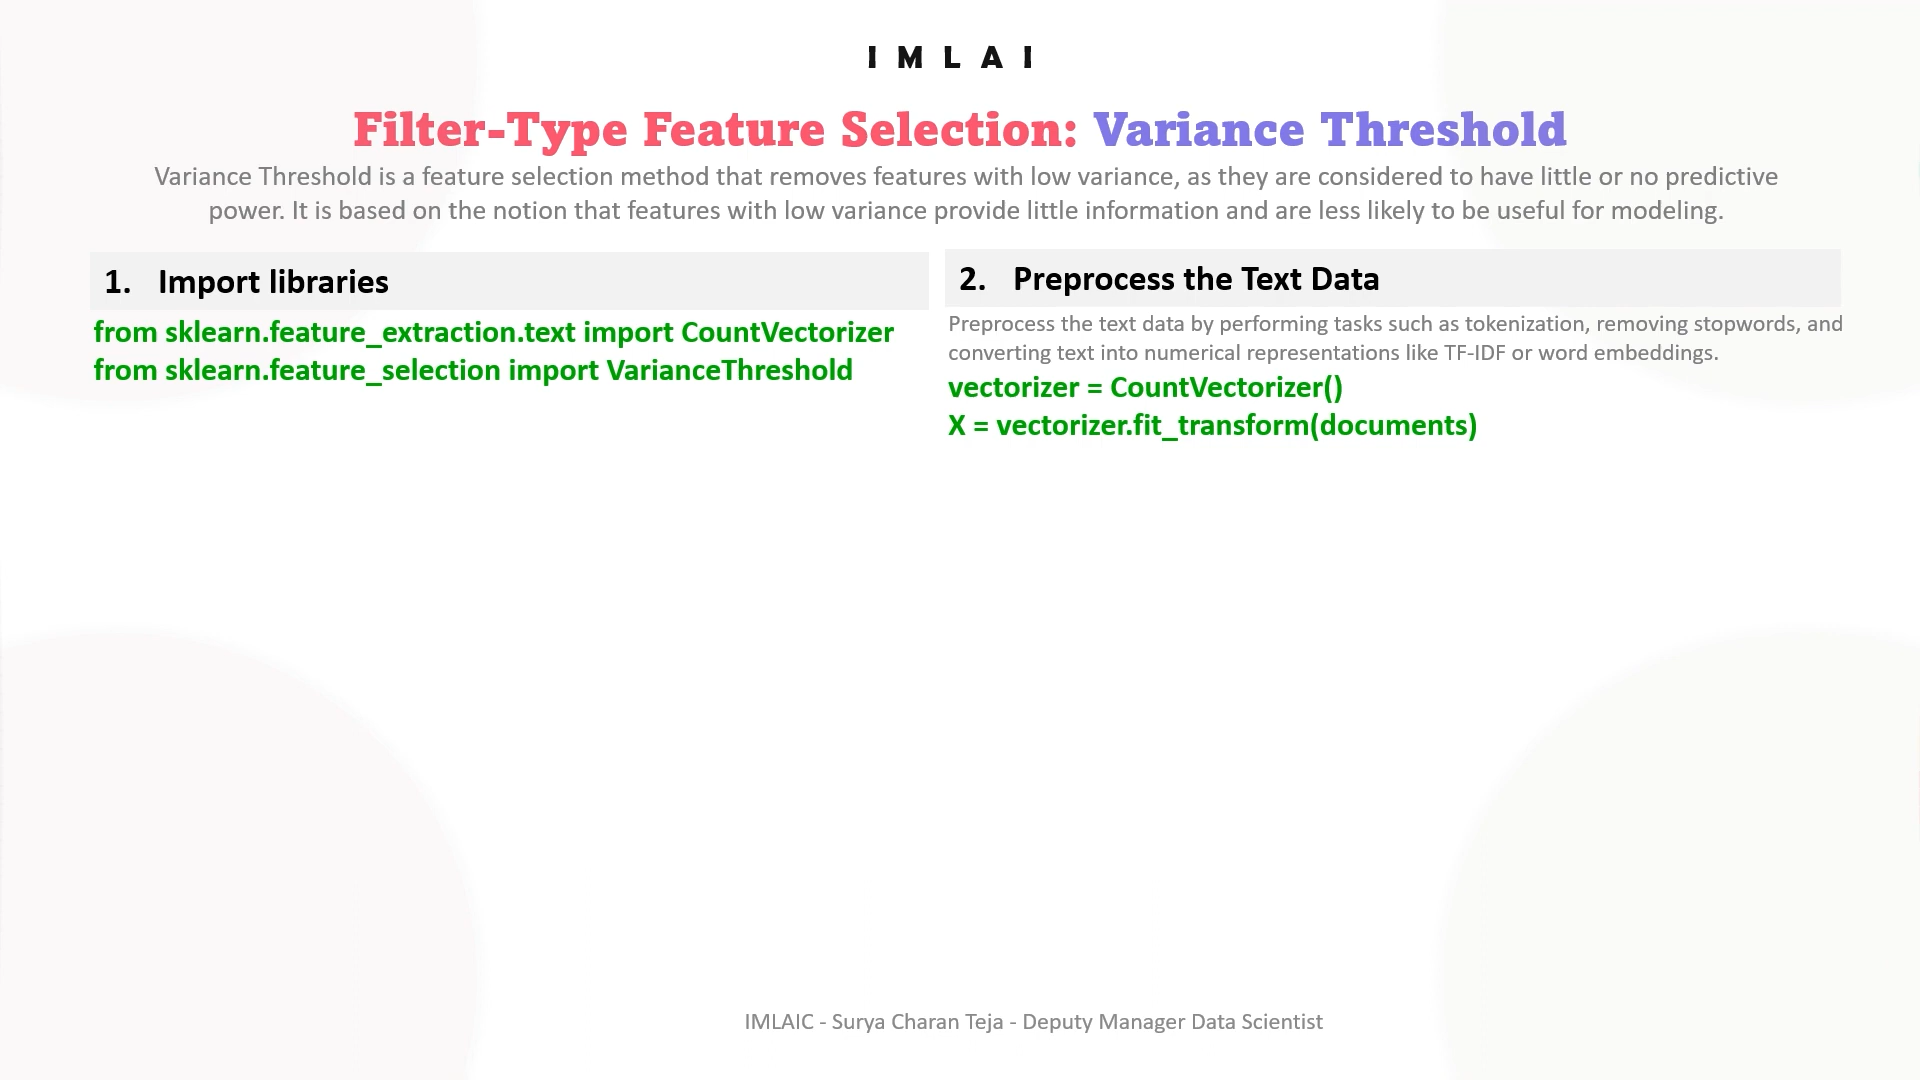 IMLAI
Filter-Type Feature Selection: Variance Threshold
Variance Threshold is a feature selection method that removes features with low variance, as they are considered to have little or no predictive
power. It is based on the notion that features with low variance provide little information and are less likely to be useful for modeling.
1. Import libraries
from sklearn.feature_extraction.text import CountVectorizer
from sklearn.feature_selection import VarianceThreshold
2. Preprocess the Text Data
Preprocess the text data by performing tasks such as tokenization, removing stopwords, and
converting text into numerical representations like TF-IDF or word embeddings.
vectorizer = CountVectorizer()
X = vectorizer.fit_transform(documents)
IMLAIC - Surya Charan Teja - Deputy Manager Data Scientist